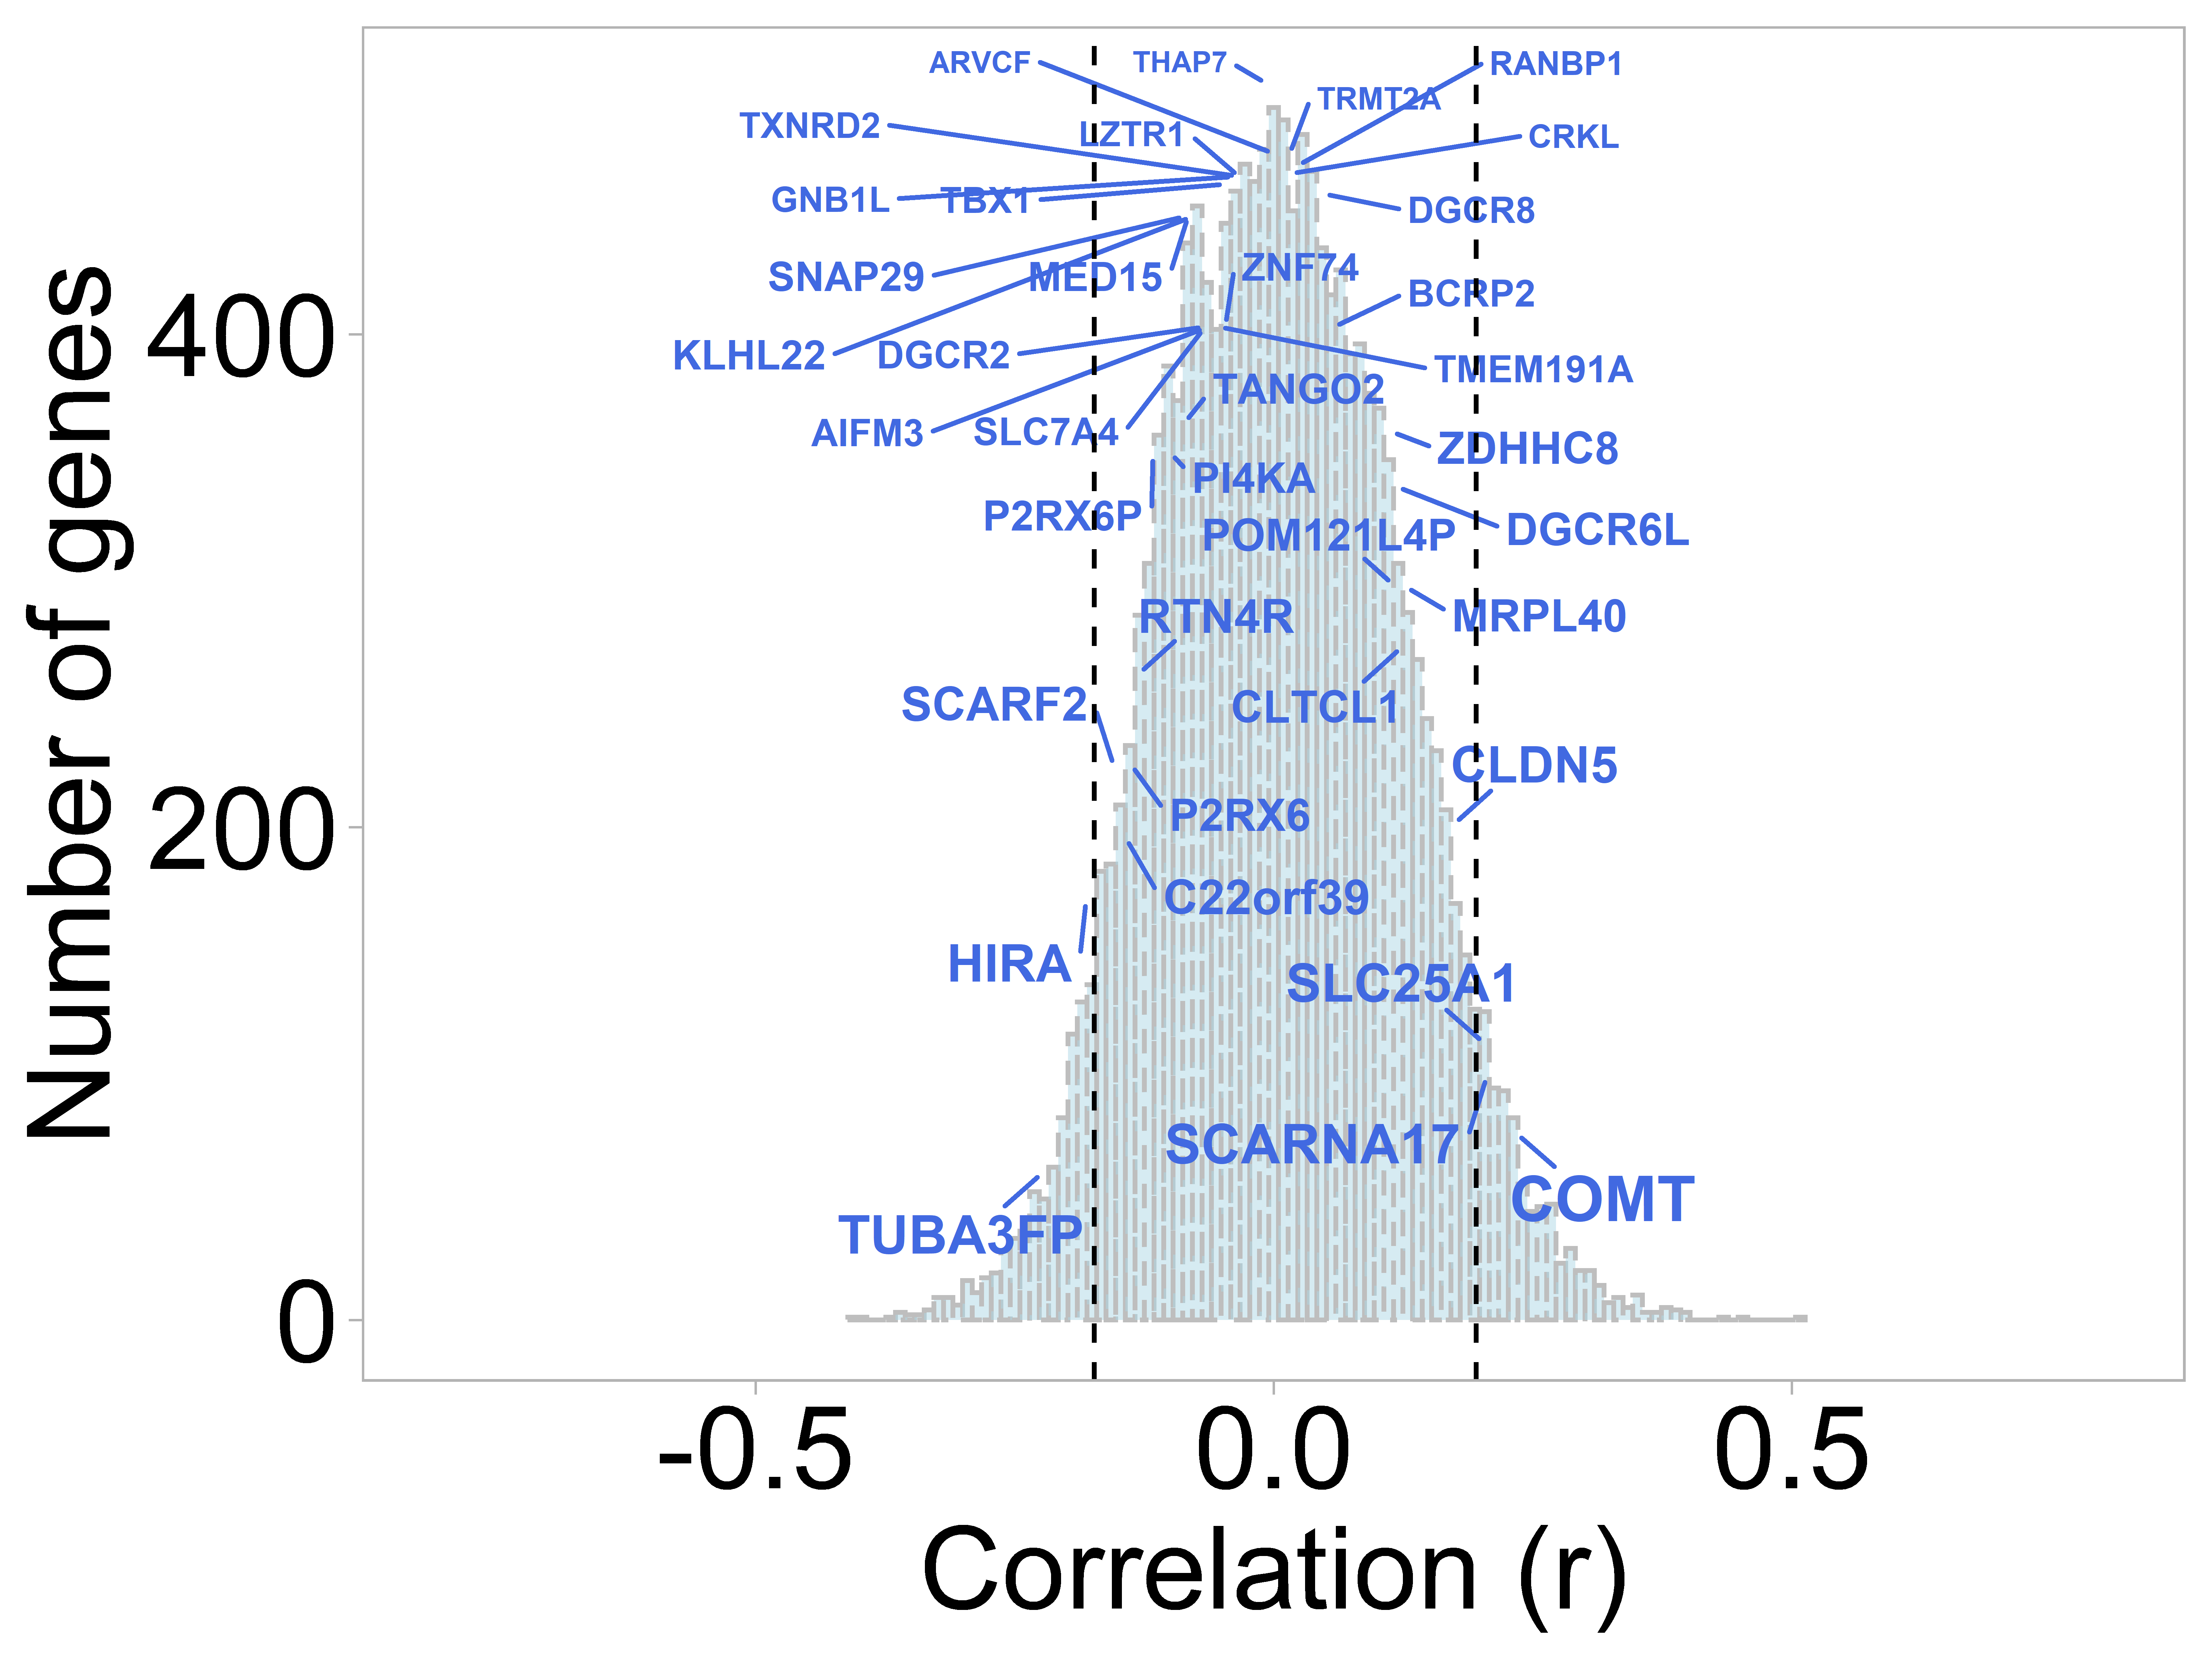 ARVCF
THAP7
RANBP1
TRMT2A
TXNRD2
LZTR1
CRKL
GNB1L
TBX1
DGCR8
SNAP29
MED15
ZNF74
BCRP2
KLHL22
DGCR2
TMEM191A
TANGO2
AIFM3
SLC7A4
ZDHHC8
PI4KA
P2RX6P
POM121L4P
DGCR6L
RTN4R
MRPL40
SCARF2
CLTCL1
CLDN5
P2RX6
C22orf39
HIRA
SLC25A1
SCARNA17
COMT
TUBA3FP
Number of genes
400
200
0
-0.5
0.0
0.5
Correlation (r)